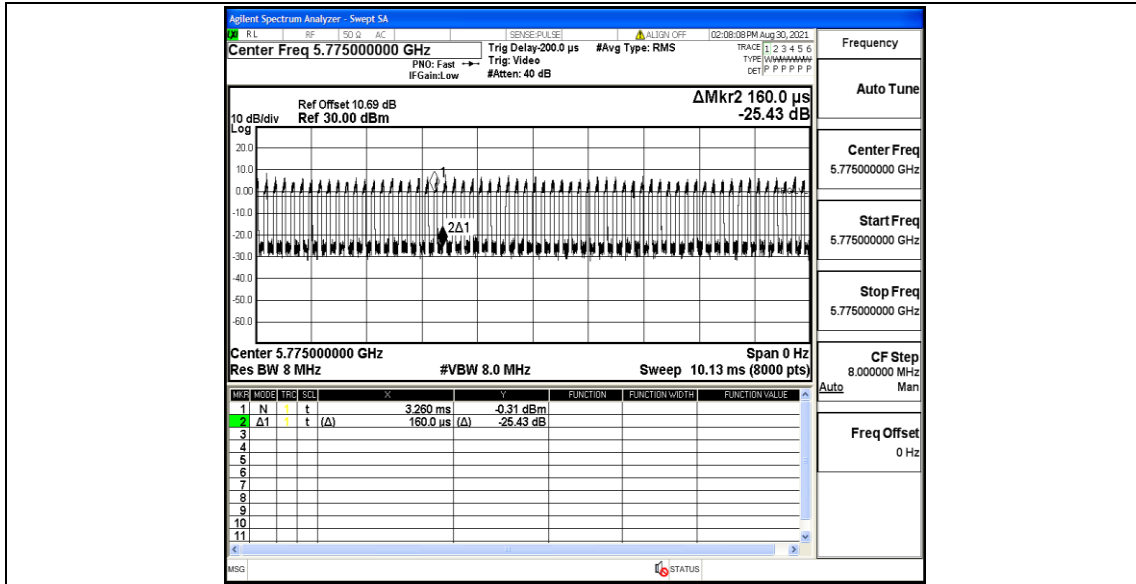 Agilent Spectrum Analyzer - Swept SA
RL RF 50 Ω AC SENSE:PULSE ALIGN OFF 02:08:08 PM Aug 30, 2021
Center Freq 5.775000000 GHz
PNO: Fast
IFGain:Low
Trig Delay-200.0 µs
Trig: Video
#Atten: 40 dB
#Avg Type: RMS
TRACE 1 2 3 4 5 6
TYPE
DET P P P P P P
ΔMkr2 160.0 µs
-25.43 dB
Ref Offset 10.69 dB
10 dB/div Ref 30.00 dBm
Log
20.0
10.0
0.00
-10.0
-20.0
-30.0
-40.0
-50.0
-60.0
1
2Δ1
Center 5.775000000 GHz Span 0 Hz
Res BW 8 MHz #VBW 8.0 MHz Sweep 10.13 ms (8000 pts)
MKR MODE TRC SCL X Y FUNCTION FUNCTION WIDTH FUNCTION VALUE
1 N 1 t 3.260 ms -0.31 dBm
2 Δ1 1 t (Δ) 160.0 µs (Δ) -25.43 dB
3
4
5
6
7
8
9
10
11
MSG STATUS
Frequency
Auto Tune
Center Freq
5.775000000 GHz
Start Freq
5.775000000 GHz
Stop Freq
5.775000000 GHz
CF Step
8.000000 MHz
Auto Man
Freq Offset
0 Hz